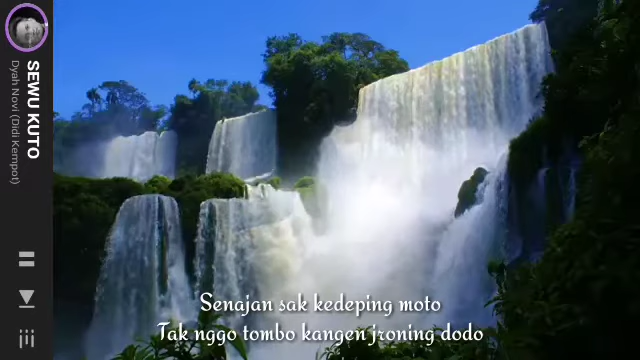 SEWU KUTO
Dyah Novi (Didi Kempot)
Senajan sak kedeping moto
Tak nggo tombo kangen jroning dodo